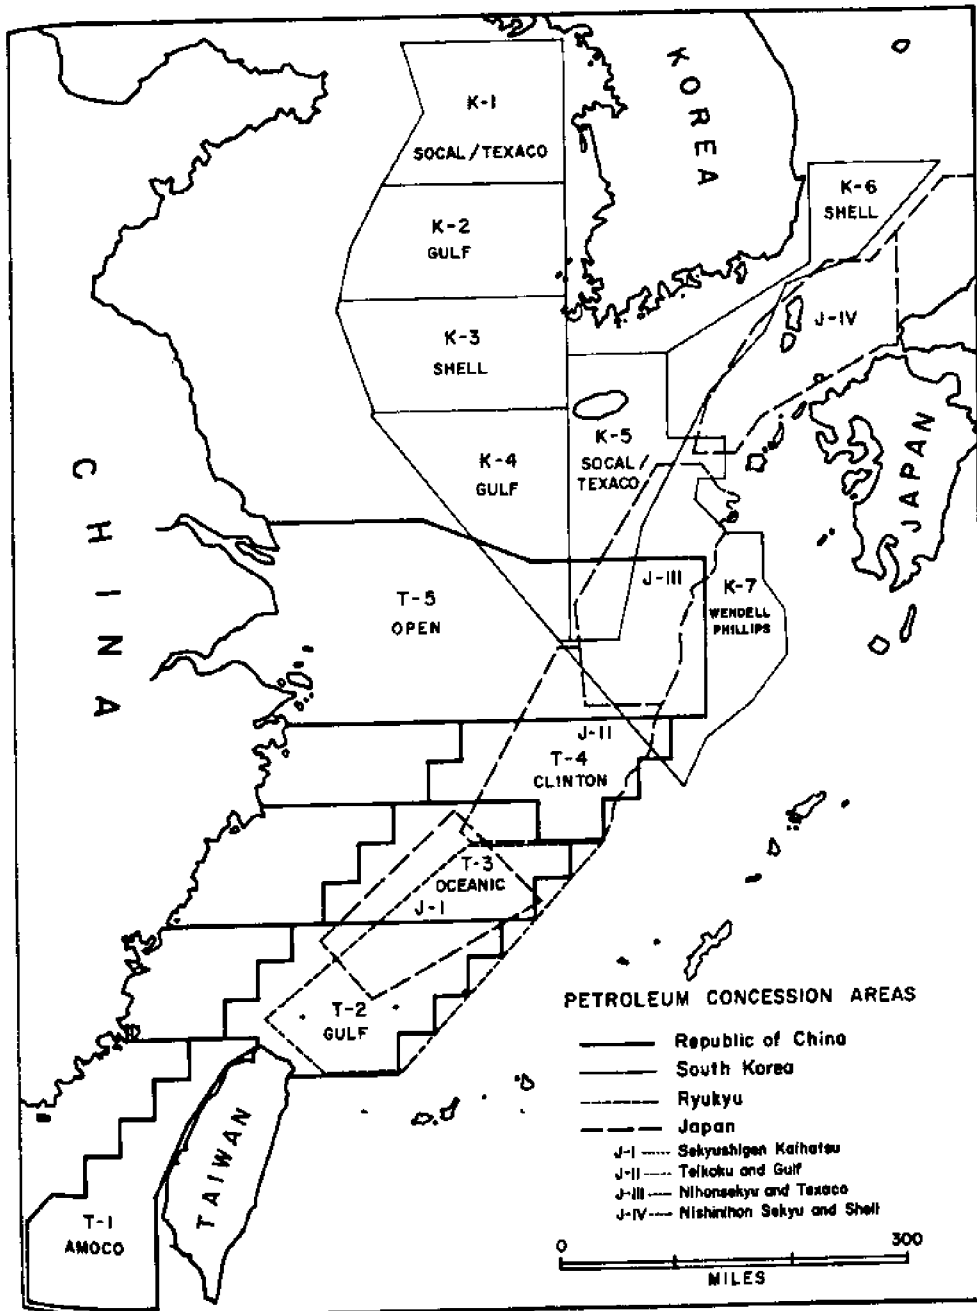 KOREA
K-1
SOCAL/TEXACO
K-6
SHELL
K-2
GULF
J-IV
K-3
SHELL
K-5
SOCAL/
TEXACO
K-4
GULF
CHINA
JAPAN
J-III
K-7
WENDELL
PHILLIPS
T-5
OPEN
J-II
T-4
CLINTON
T-3
OCEANIC
J-I
T-2
GULF
PETROLEUM CONCESSION AREAS
Republic of China
South Korea
Ryukyu
Japan
J-I Sekyushigen Kaihatsu
J-II Teikoku and Gulf
J-III Nihonsekyu and Texaco
J-IV Nishinihon Sekyu and Shell
TAIWAN
T-1
AMOCO
0 300
MILES